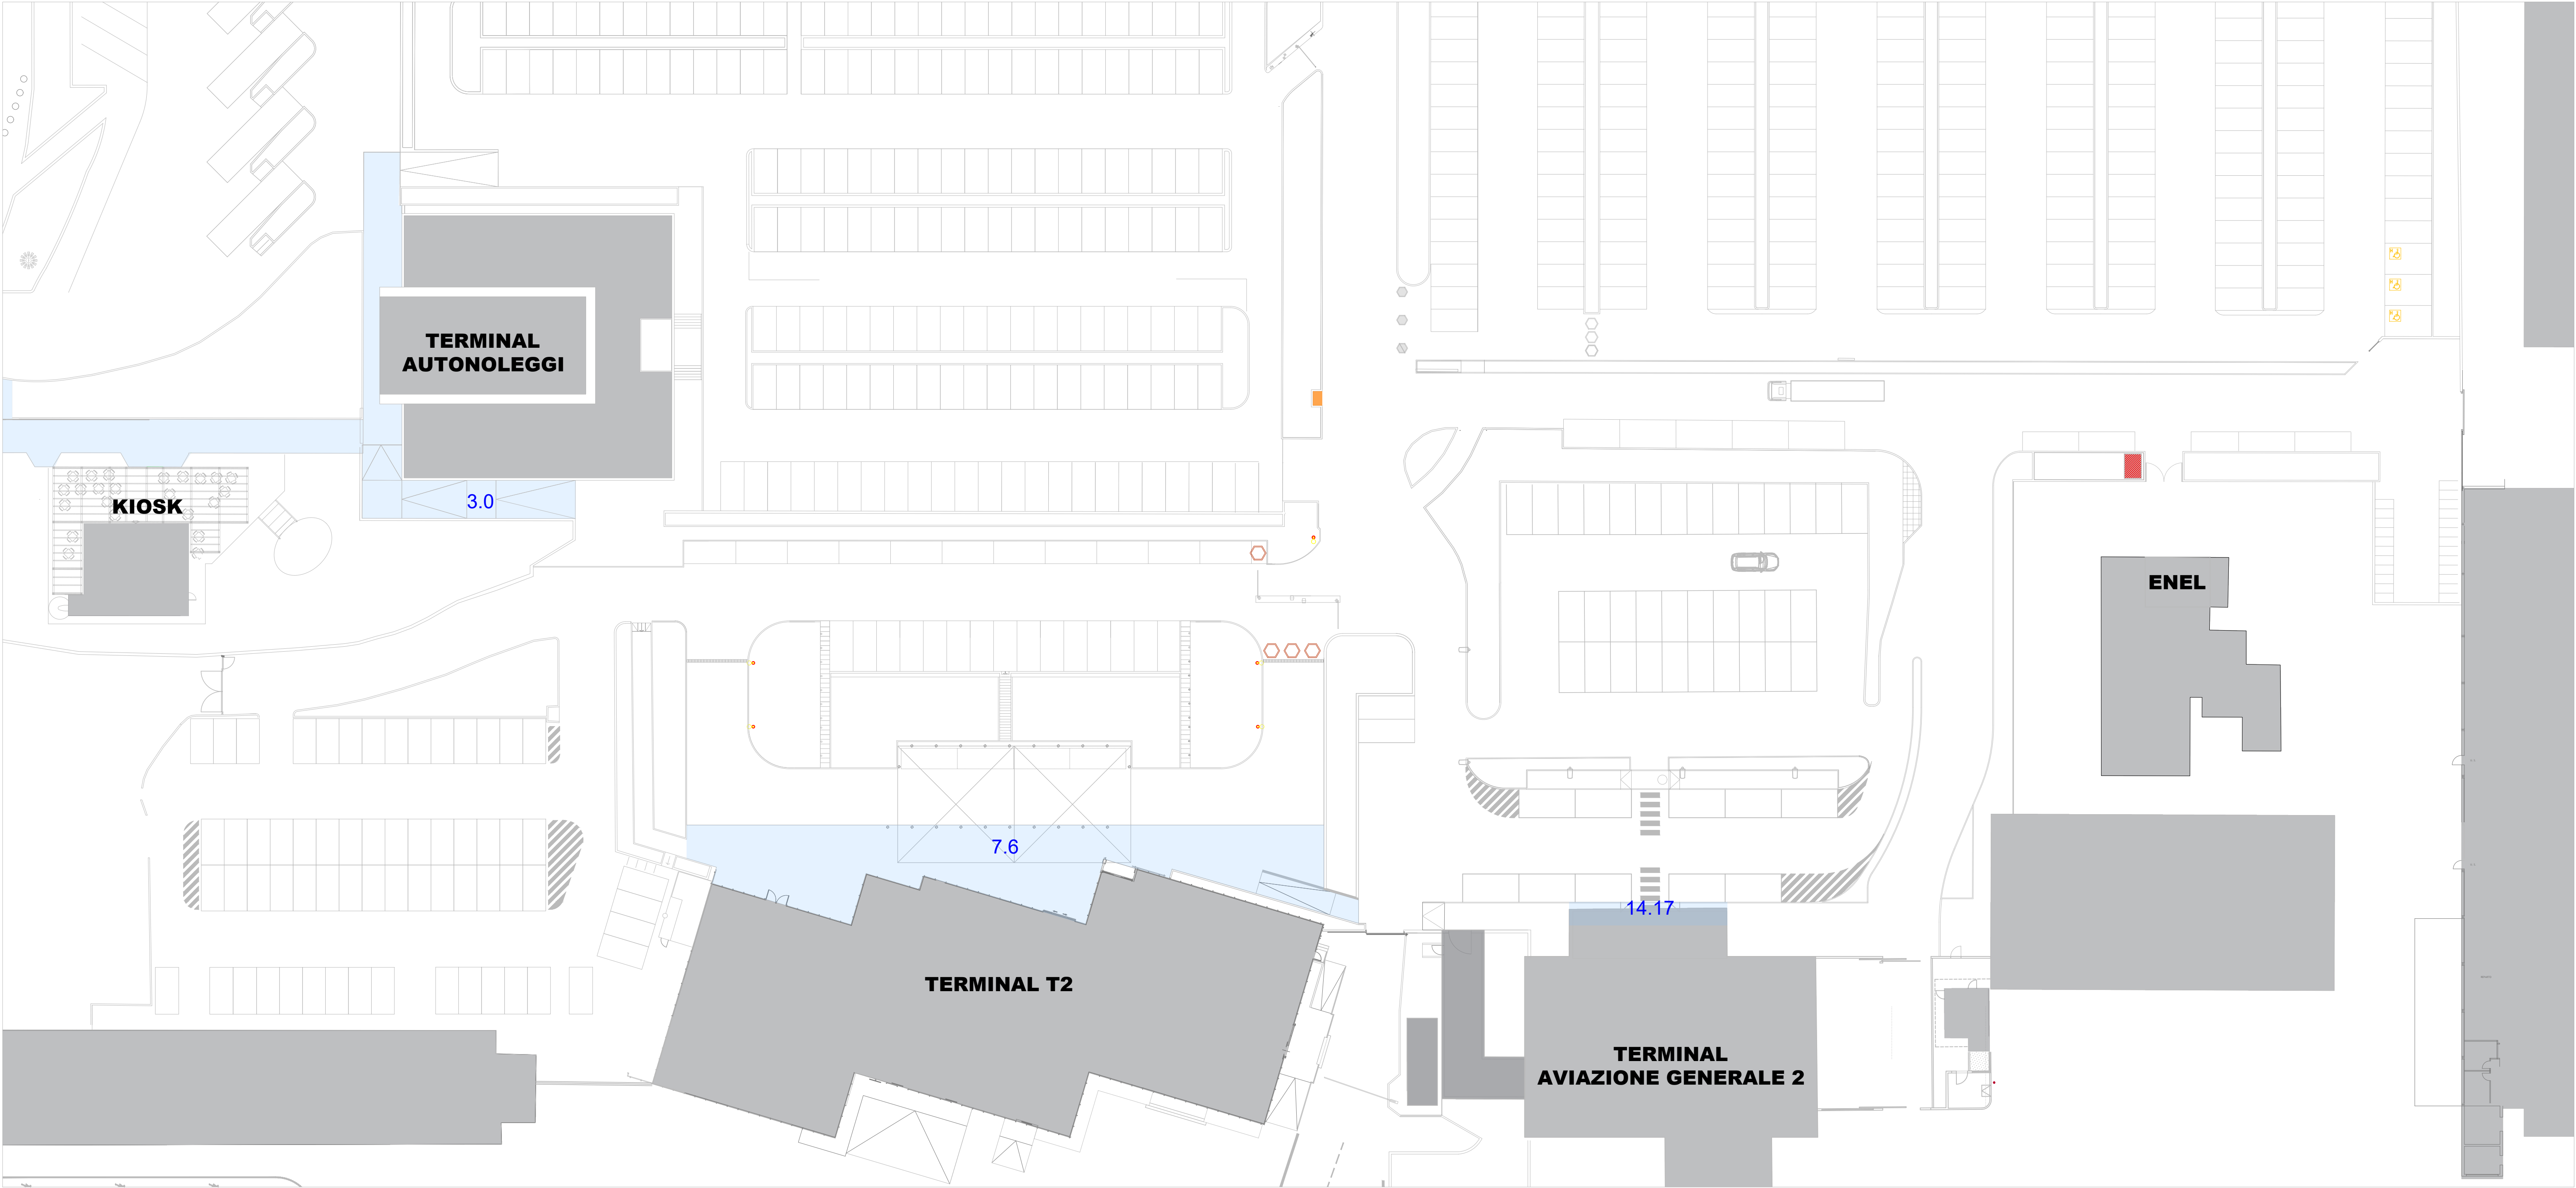 TERMINAL
AUTONOLEGGI
KIOSK
3.0
ENEL
7.6
14.17
TERMINAL T2
TERMINAL
AVIAZIONE GENERALE 2